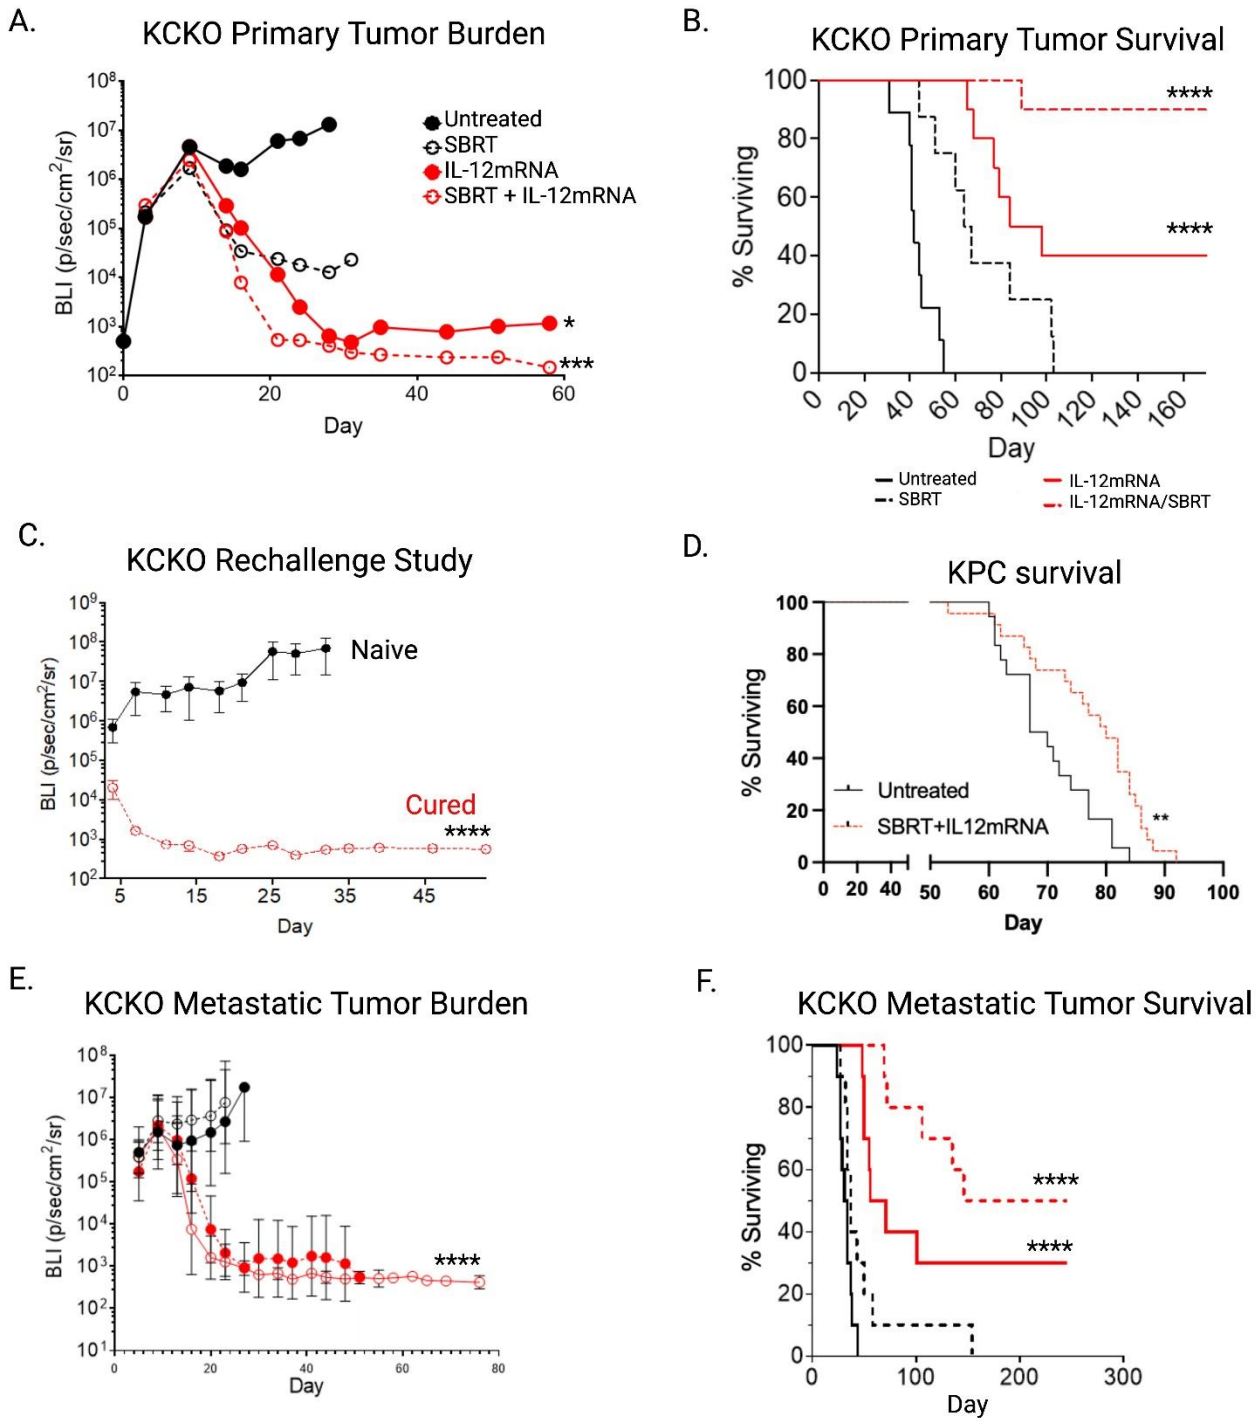 A.
KCKO Primary Tumor Burden
BLI (p/sec/cm²/sr)
10⁸
10⁷
10⁶
10⁵
10⁴
10³
10²
Untreated
SBRT
IL-12mRNA
SBRT + IL-12mRNA
*
***
0 20 40 60
Day
B.
KCKO Primary Tumor Survival
% Surviving
100
80
60
40
20
0
****
****
0 20 40 60 80 100 120 140 160
Day
Untreated
SBRT
IL-12mRNA
IL-12mRNA/SBRT
C.
KCKO Rechallenge Study
BLI (p/sec/cm²/sr)
10⁹
10⁸
10⁷
10⁶
10⁵
10⁴
10³
10²
Naive
Cured
****
5 15 25 35 45
Day
D.
KPC survival
% Surviving
100
80
60
40
20
0
Untreated
SBRT+IL12mRNA
**
0 20 40 50 60 70 80 90 100
Day
E.
KCKO Metastatic Tumor Burden
BLI (p/sec/cm²/sr)
10⁸
10⁷
10⁶
10⁵
10⁴
10³
10²
10¹
****
0 20 40 60 80
Day
F.
KCKO Metastatic Tumor Survival
% Surviving
100
80
60
40
20
0
****
****
0 100 200 300
Day